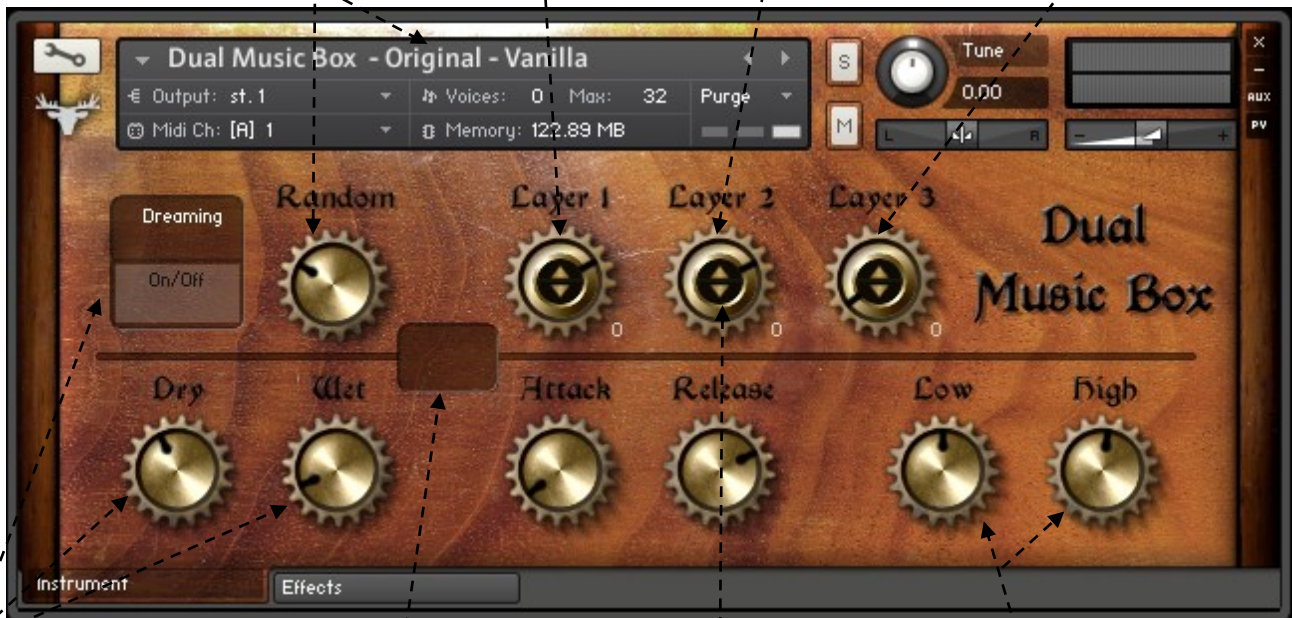 Dual Music Box - Original - Vanilla
Output: st.1
Voices: 0 Max: 32
Purge
Midi Ch: [A] 1
Memory: 122.89 MB
S
M
Tune
0.00
L
R
-
+
×
-
AUX
PV
Dreaming
On/Off
Random
Layer 1
Layer 2
Layer 3
0
0
0
Dual
Music Box
Dry
Wet
Attack
Release
Low
High
Instrument
Effects